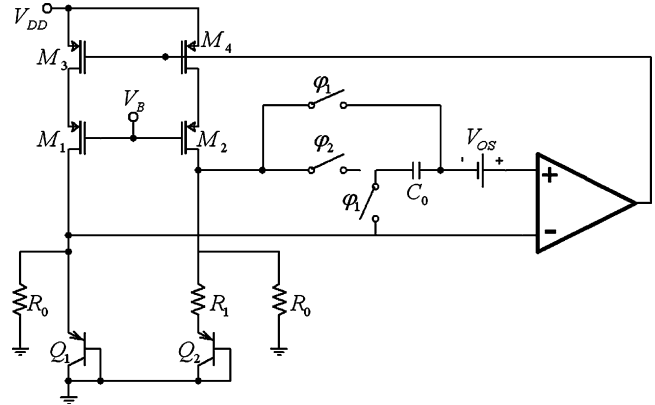 V_DD
M_3
M_4
V_B
M_1
M_2
φ_1
φ_2
φ_1
C_0
V_OS
- +
+
-
R_0
R_1
R_0
Q_1
Q_2